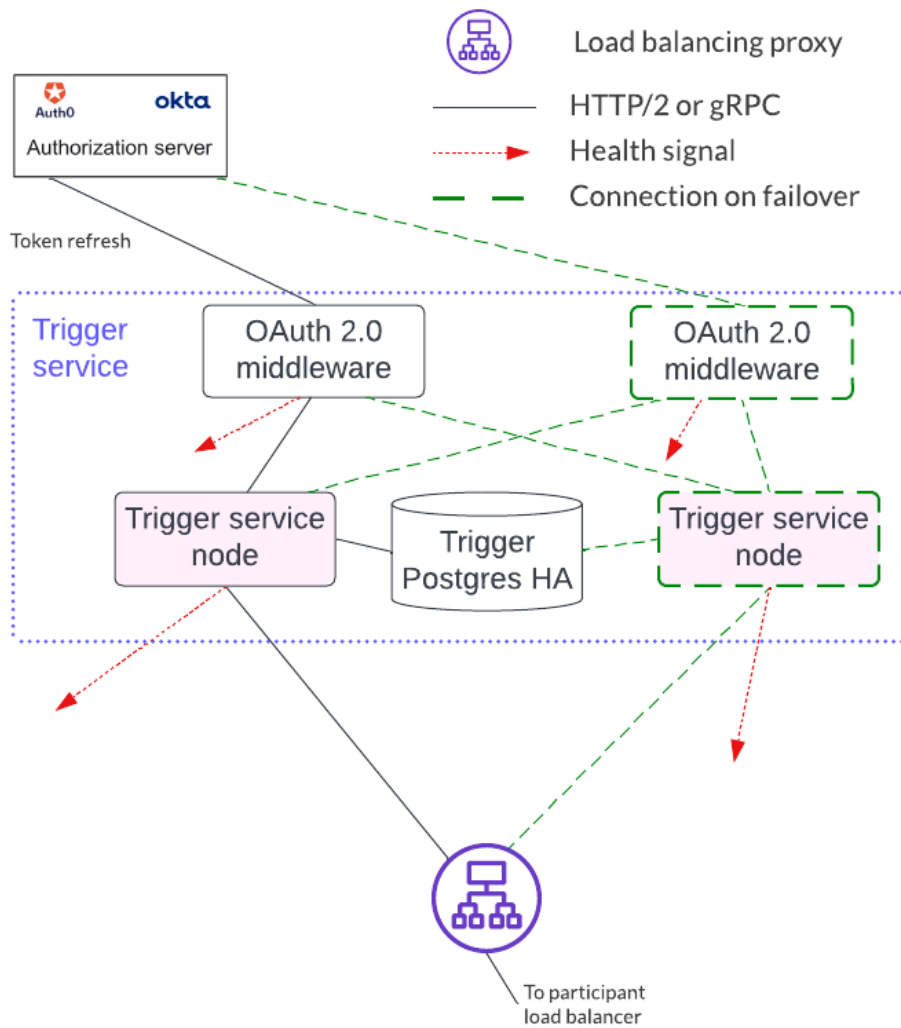 Load balancing proxy
HTTP/2 or gRPC
Health signal
Connection on failover
Auth0
okta
Authorization server
Token refresh
Trigger
service
OAuth 2.0
middleware
OAuth 2.0
middleware
Trigger service
node
Trigger
Postgres HA
Trigger service
node
To participant
load balancer